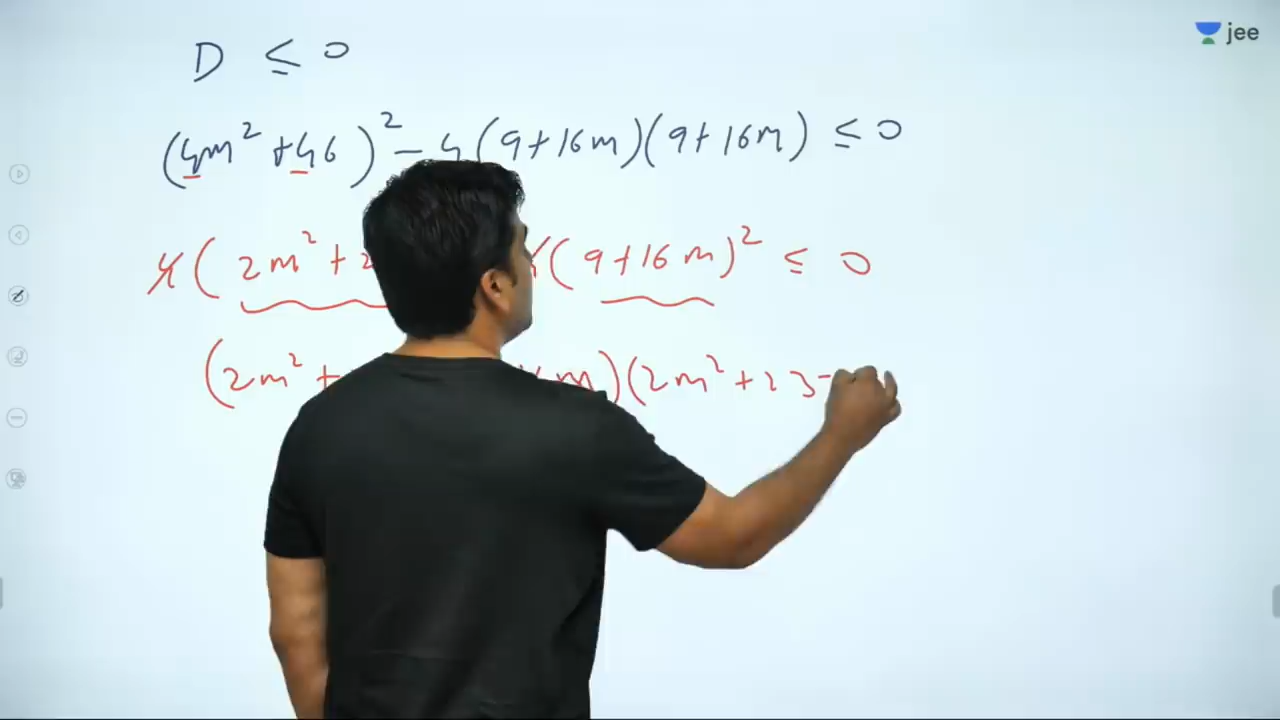 jee
D ≤ 0
(4m² + 46)² - 4(9+16m)(9+16m) ≤ 0
4(2m² + 2 (9+16m)² ≤ 0
(2m² + m)(2m² + 23 -